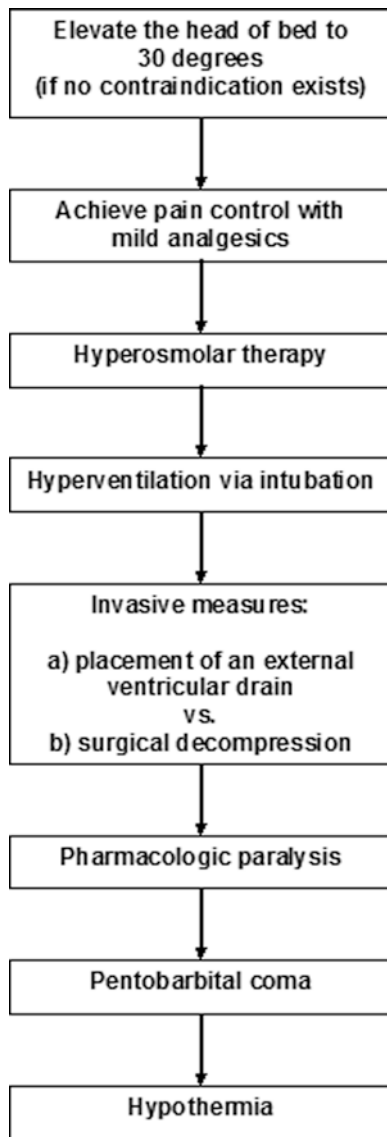 Elevate the head of bed to
30 degrees
(if no contraindication exists)
Achieve pain control with
mild analgesics
Hyperosmolar therapy
Hyperventilation via intubation
Invasive measures:
a) placement of an external
ventricular drain
vs.
b) surgical decompression
Pharmacologic paralysis
Pentobarbital coma
Hypothermia